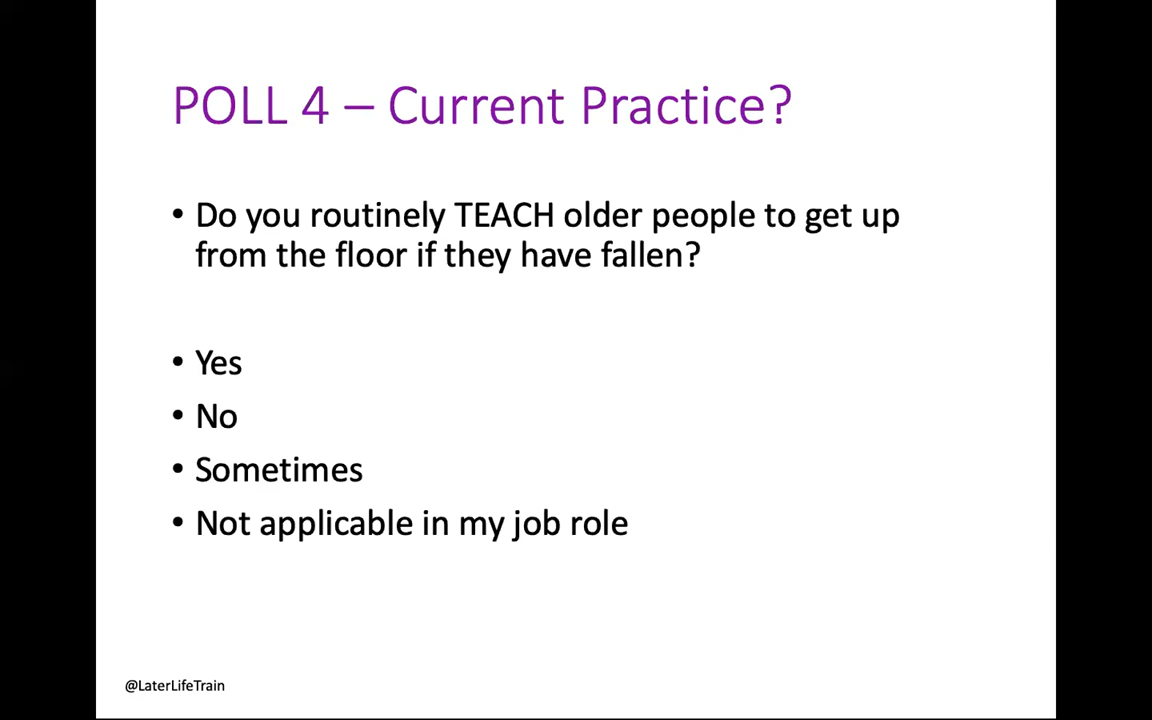 POLL 4 – Current Practice?
• Do you routinely TEACH older people to get up
from the floor if they have fallen?
• Yes
• No
• Sometimes
• Not applicable in my job role
@LaterLifeTrain